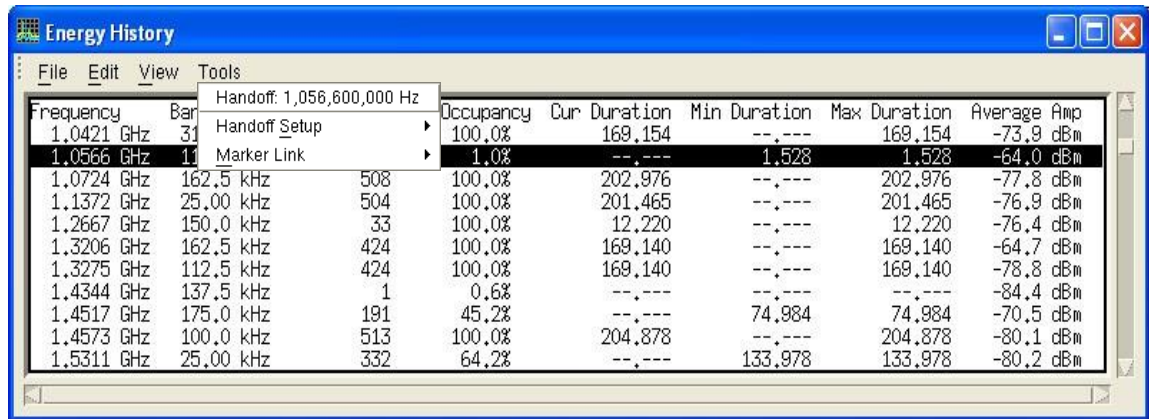 Energy History
File Edit View Tools
Handoff: 1,056,600,000 Hz
Handoff Setup
Marker Link
Frequency Occupancy Cur Duration Min Duration Max Duration Average Amp
1.0421 GHz 100.0% 169.154 --.--- 169.154 -73.9 dBm
1.0566 GHz 1.0% --.--- 1.528 1.528 -64.0 dBm
1.0724 GHz 162.5 kHz 508 100.0% 202.976 --.--- 202.976 -77.8 dBm
1.1372 GHz 25.00 kHz 504 100.0% 201.465 --.--- 201.465 -76.9 dBm
1.2667 GHz 150.0 kHz 33 100.0% 12.220 --.--- 12.220 -76.4 dBm
1.3206 GHz 162.5 kHz 424 100.0% 169.140 --.--- 169.140 -64.7 dBm
1.3275 GHz 112.5 kHz 424 100.0% 169.140 --.--- 169.140 -78.8 dBm
1.4344 GHz 137.5 kHz 1 0.6% --.--- --.--- --.--- -84.4 dBm
1.4517 GHz 175.0 kHz 191 45.2% --.--- 74.984 74.984 -70.5 dBm
1.4573 GHz 100.0 kHz 513 100.0% 204.878 --.--- 204.878 -80.1 dBm
1.5311 GHz 25.00 kHz 332 64.2% --.--- 133.978 133.978 -80.2 dBm